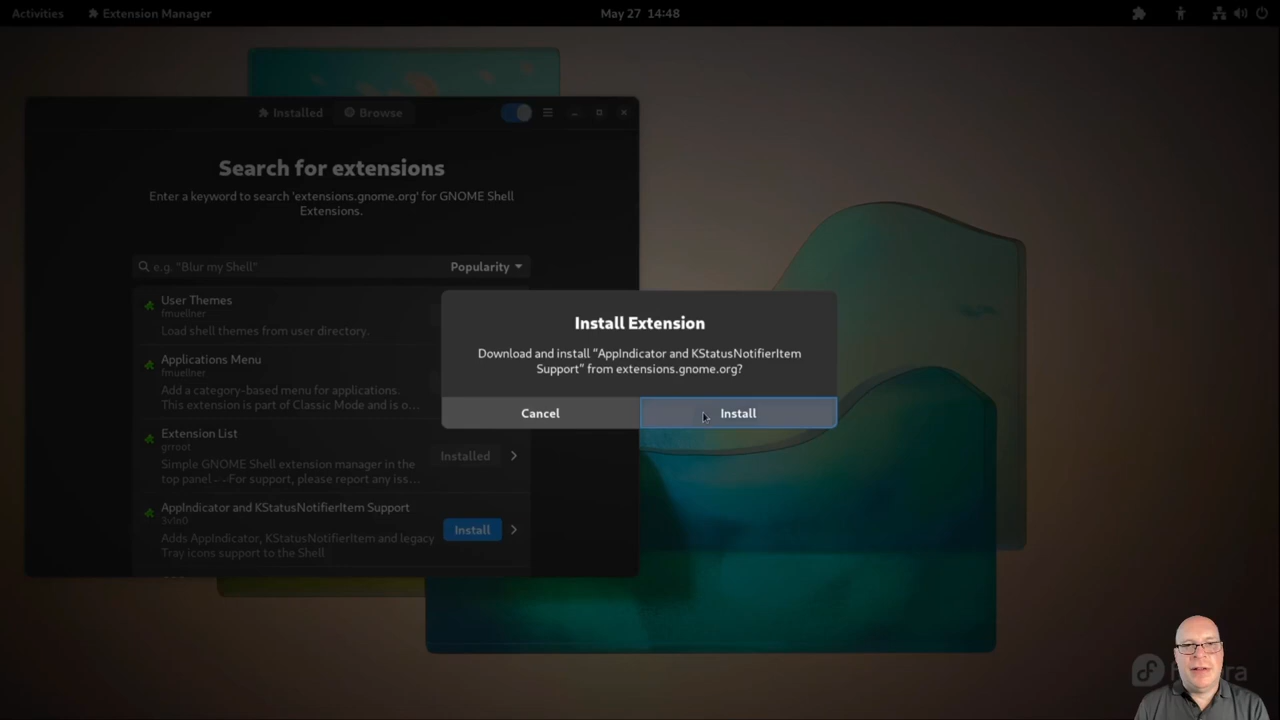 Activities
Extension Manager
May 27 14:48
Installed
Browse
Search for extensions
Enter a keyword to search 'extensions.gnome.org' for GNOME Shell
Extensions.
e.g. "Blur my Shell"
Popularity
User Themes
fmuellner
Load shell themes from user directory.
Applications Menu
fmuellner
Add a category-based menu for applications.
This extension is part of Classic Mode and is o...
Extension List
grroot
Simple GNOME Shell extension manager in the
top panel - -For support, please report any iss...
Installed
AppIndicator and KStatusNotifierItem Support
3v1n0
Adds AppIndicator, KStatusNotifierItem and legacy
Tray icons support to the Shell
Install
Install Extension
Download and install "AppIndicator and KStatusNotifierItem
Support" from extensions.gnome.org?
Cancel
Install